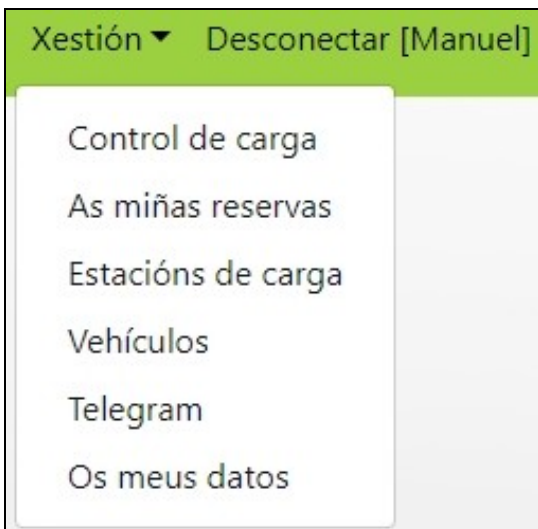 Xestión Desconectar [Manuel]
Control de carga
As miñas reservas
Estacións de carga
Vehículos
Telegram
Os meus datos